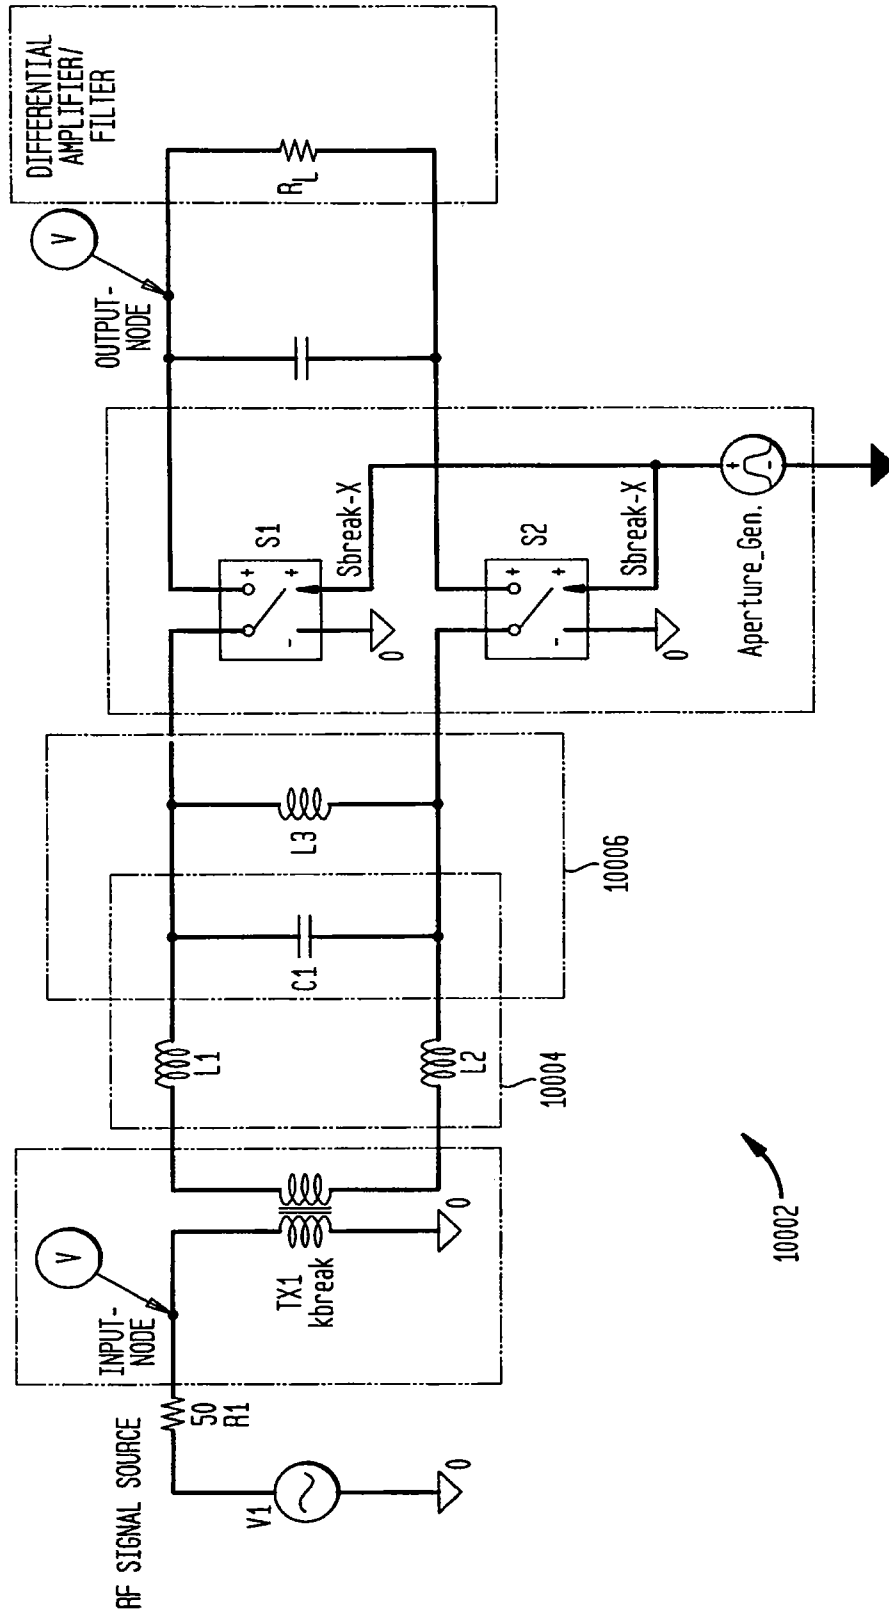 RF SIGNAL SOURCE
V1
0
50
R1
INPUT-
NODE
V
TX1
kbreak
0
L1
L2
10004
C1
L3
10006
S1
+
+
-
Sbreak-X
0
S2
+
+
-
Sbreak-X
0
Aperture_Gen.
+
-
OUTPUT-
NODE
V
RL
DIFFERENTIAL
AMPLIFIER/
FILTER
10002